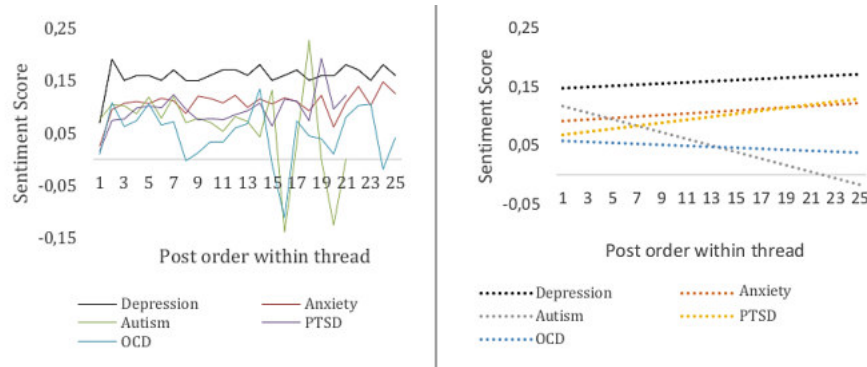 0,25
0,15
0,05
-0,05
-0,15
Sentiment Score
1 3 5 7 9 11 13 15 17 19 21 23 25
Post order within thread
Depression Anxiety
Autism PTSD
OCD
0,25
0,15
0,05
-0,05
Sentiment Score
1 3 5 7 9 11 13 15 17 19 21 23 25
Post order within thread
Depression Anxiety
Autism PTSD
OCD